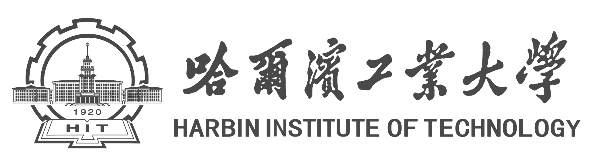 哈爾濱工業大學
HARBIN INSTITUTE OF TECHNOLOGY
1920
HIT